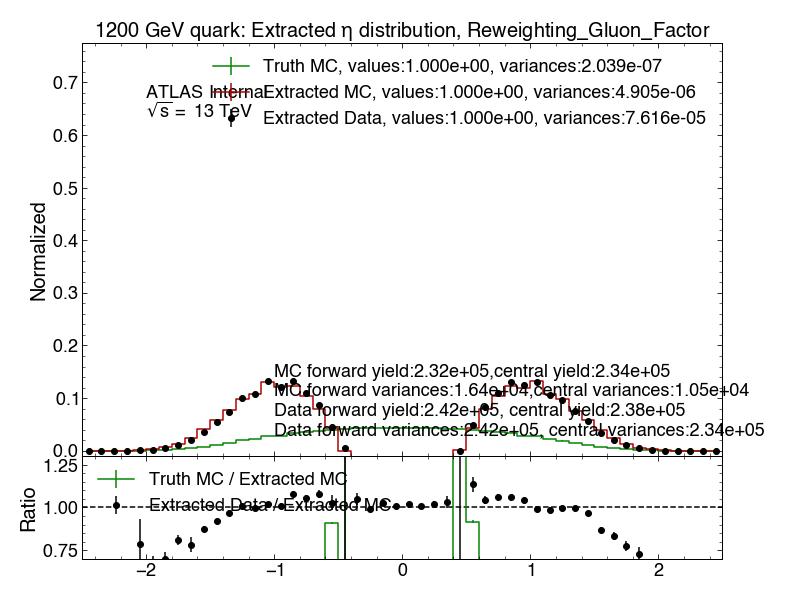 1200 GeV quark: Extracted η distribution, Reweighting_Gluon_Factor
Truth MC, values:1.000e+00, variances:2.039e-07
ATLAS Internal
Extracted MC, values:1.000e+00, variances:4.905e-06
√s = 13 TeV
Extracted Data, values:1.000e+00, variances:7.616e-05
0.7
0.6
0.5
0.4
0.3
0.2
0.1
0.0
Normalized
MC forward yield:2.32e+05,central yield:2.34e+05
MC forward variances:1.64e+04,central variances:1.05e+04
Data forward yield:2.42e+05, central yield:2.38e+05
Data forward variances:2.42e+05, central variances:2.34e+05
1.25
1.00
0.75
Ratio
Truth MC / Extracted MC
Extracted Data / Extracted MC
−2 −1 0 1 2